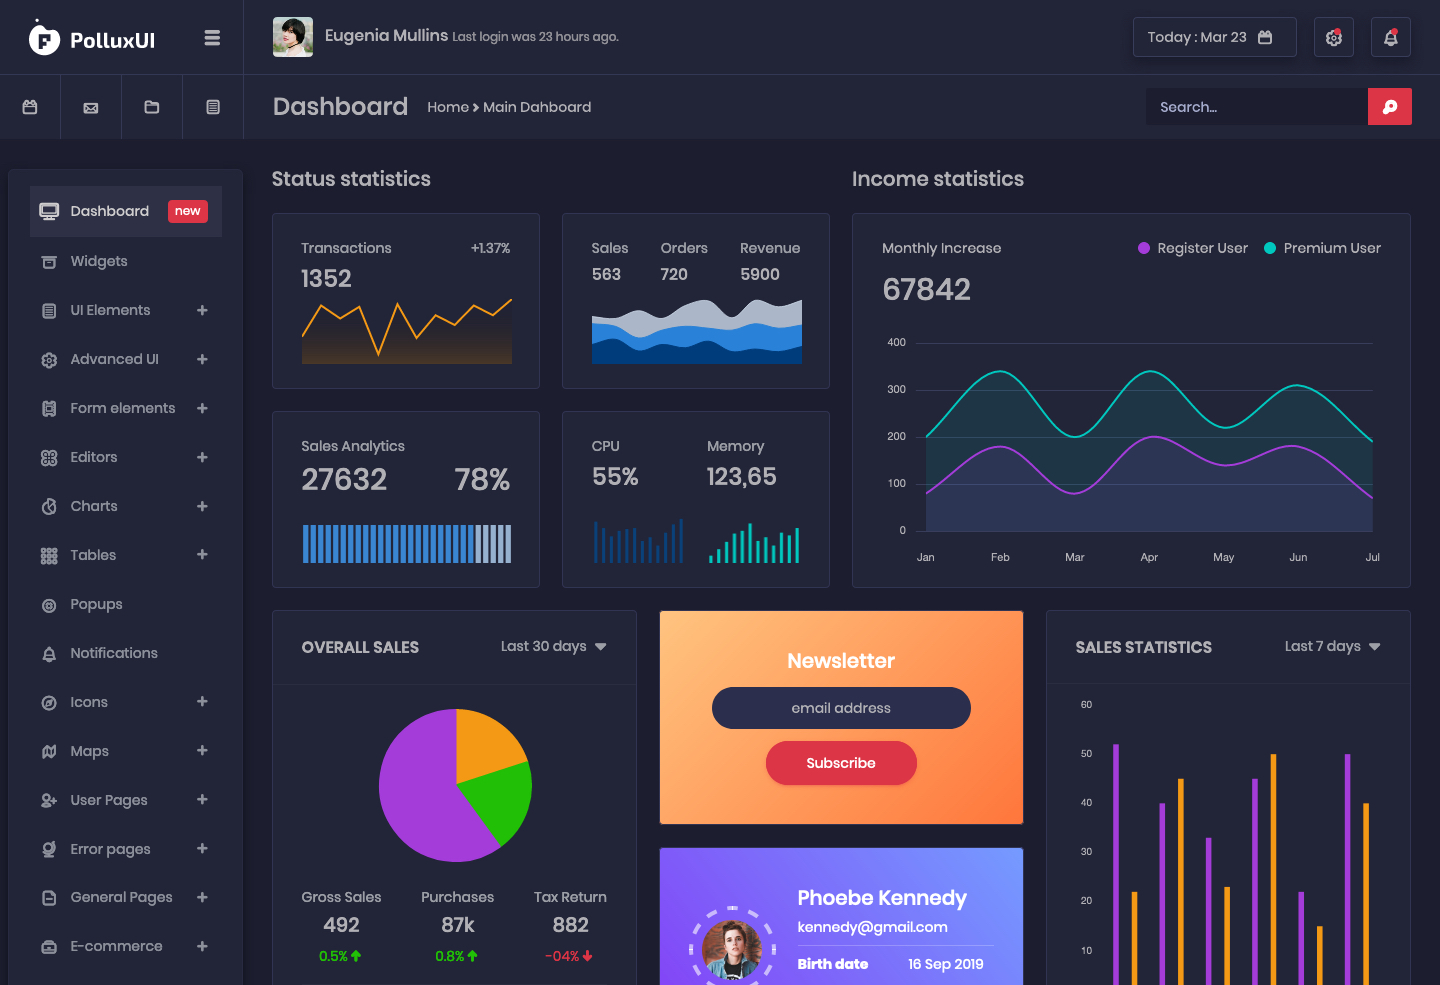 PolluxUI
Eugenia Mullins Last login was 23 hours ago.
Today : Mar 23
Dashboard Home Main Dahboard
Search...
Dashboard new
Widgets
UI Elements
Advanced UI
Form elements
Editors
Charts
Tables
Popups
Notifications
Icons
Maps
User Pages
Error pages
General Pages
E-commerce
Status statistics
Transactions +1.37%
1352
Sales Orders Revenue
563 720 5900
Sales Analytics
27632 78%
CPU Memory
55% 123,65
Income statistics
Monthly Increase Register User Premium User
67842
400
300
200
100
0
Jan Feb Mar Apr May Jun Jul
OVERALL SALES Last 30 days
Gross Sales Purchases Tax Return
492 87k 882
0.5% 0.8% -04%
Newsletter
email address
Subscribe
Phoebe Kennedy
kennedy@gmail.com
Birth date 16 Sep 2019
SALES STATISTICS Last 7 days
60
50
40
30
20
10